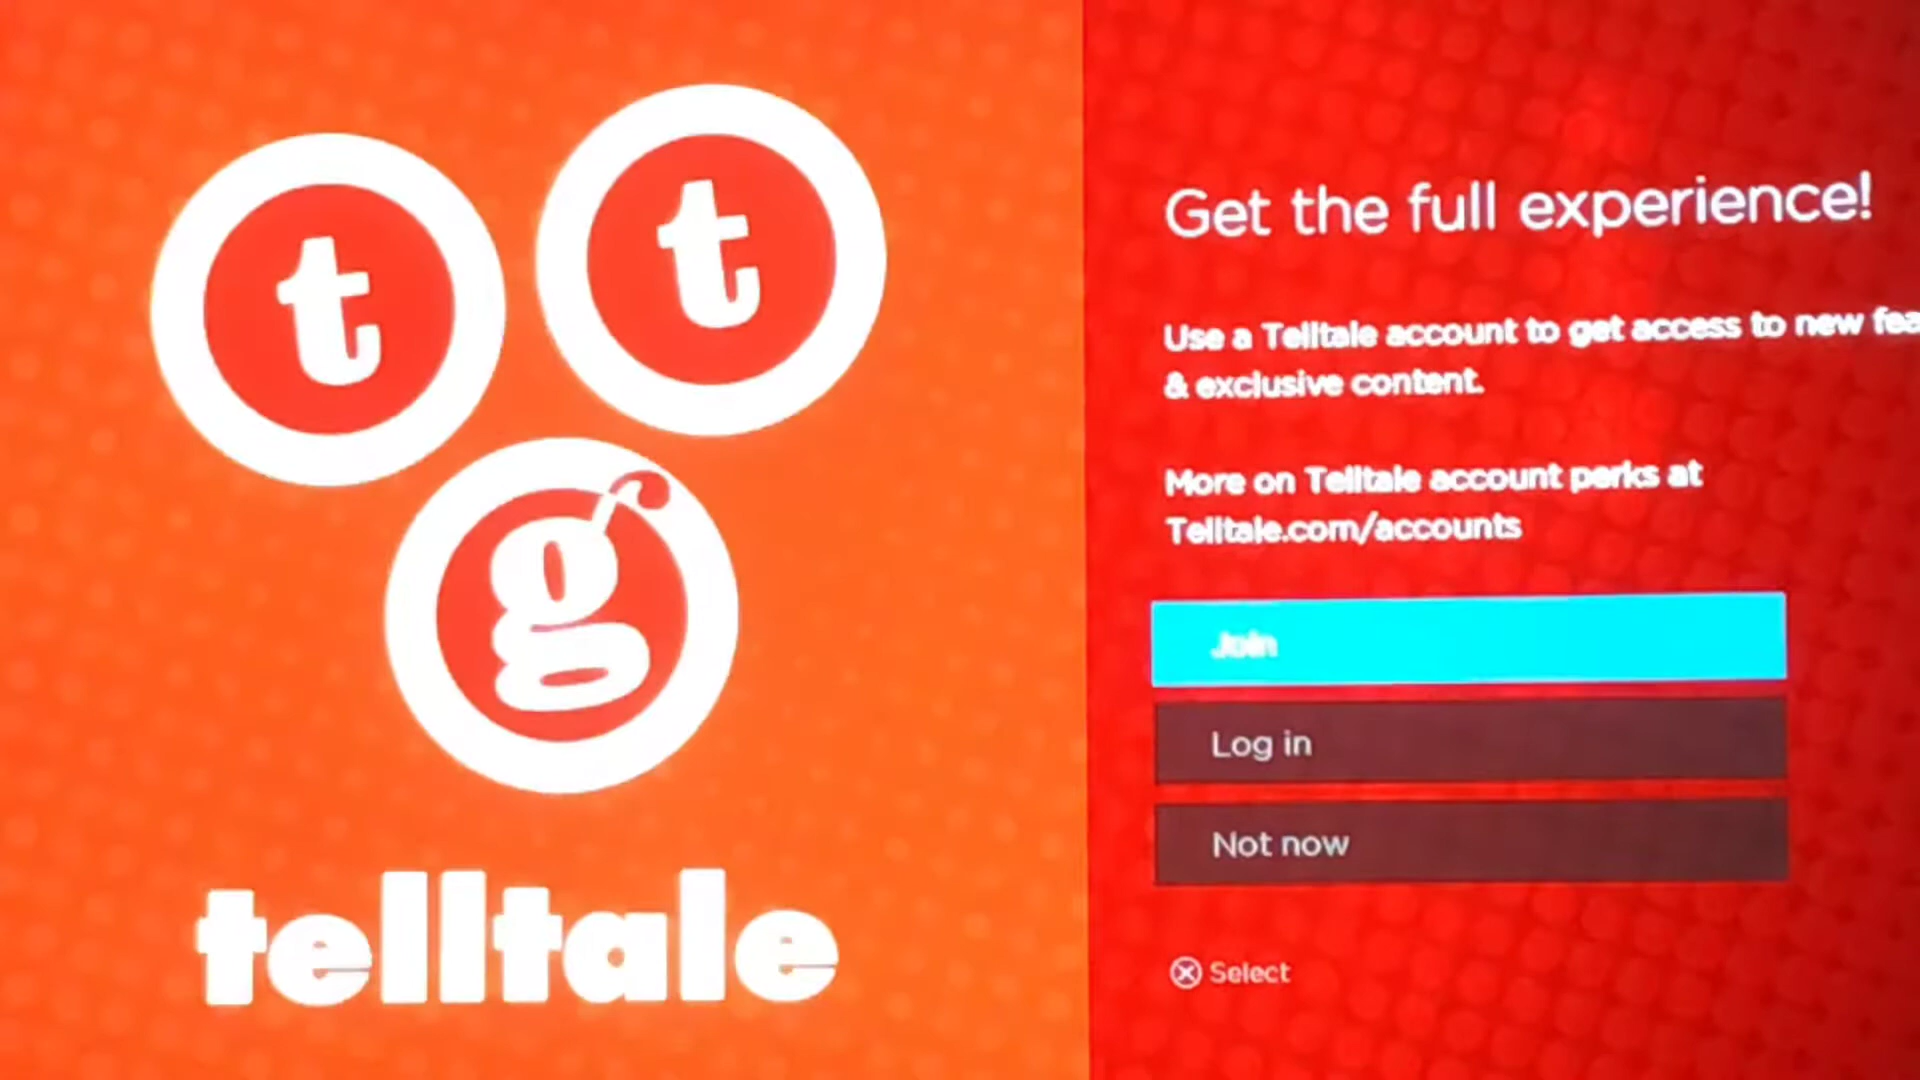 t t
g
telltale
Get the full experience!
Use a Telltale account to get access to new fea
& exclusive content.
More on Telltale account perks at
Telltale.com/accounts
Join
Log in
Not now
Select